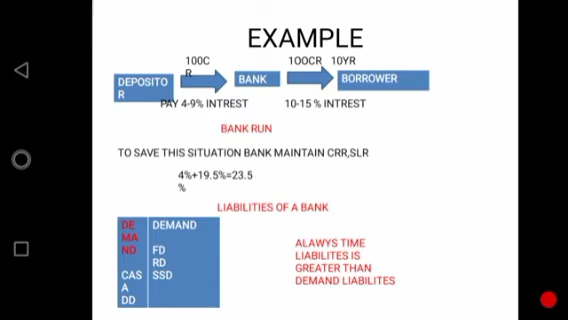 EXAMPLE
100C
R
1OOCR 10YR
DEPOSITO
R
BANK
BORROWER
PAY 4-9% INTREST
10-15 % INTREST
BANK RUN
TO SAVE THIS SITUATION BANK MAINTAIN CRR,SLR
4%+19.5%=23.5
%
LIABILITIES OF A BANK
DE
MA
ND
CAS
A
DD
DEMAND
FD
RD
SSD
ALAWYS TIME
LIABILITES IS
GREATER THAN
DEMAND LIABILITES